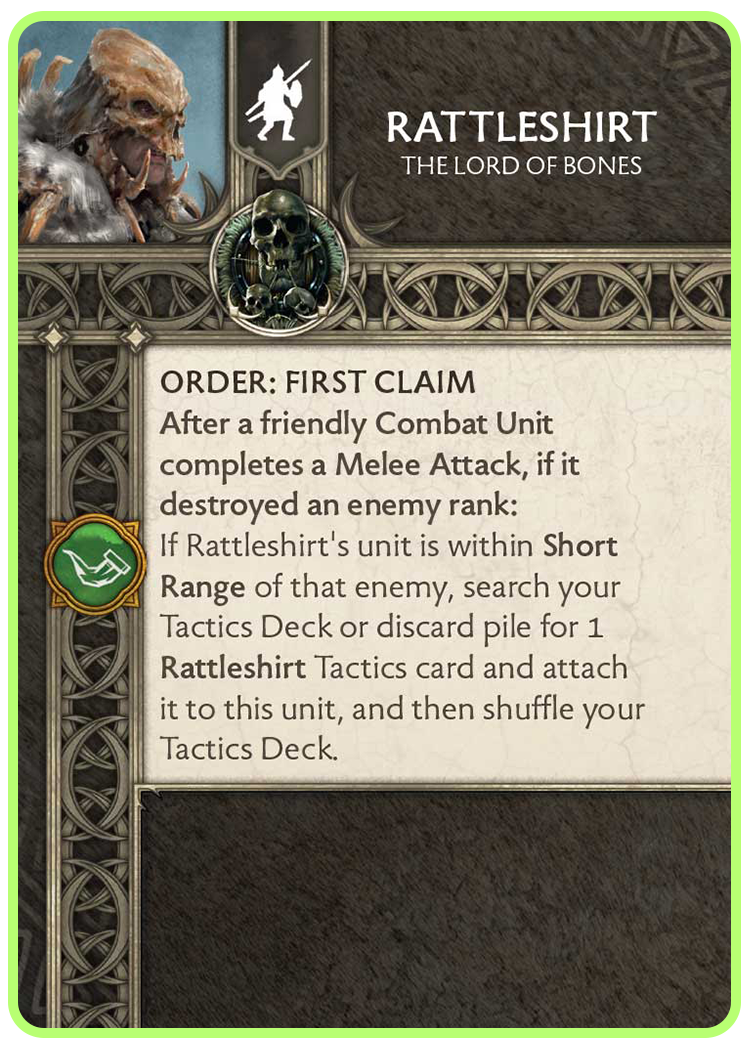 RATTLESHIRT
THE LORD OF BONES
ORDER: FIRST CLAIM
After a friendly Combat Unit
completes a Melee Attack, if it
destroyed an enemy rank:
If Rattleshirt's unit is within Short
Range of that enemy, search your
Tactics Deck or discard pile for 1
Rattleshirt Tactics card and attach
it to this unit, and then shuffle your
Tactics Deck.